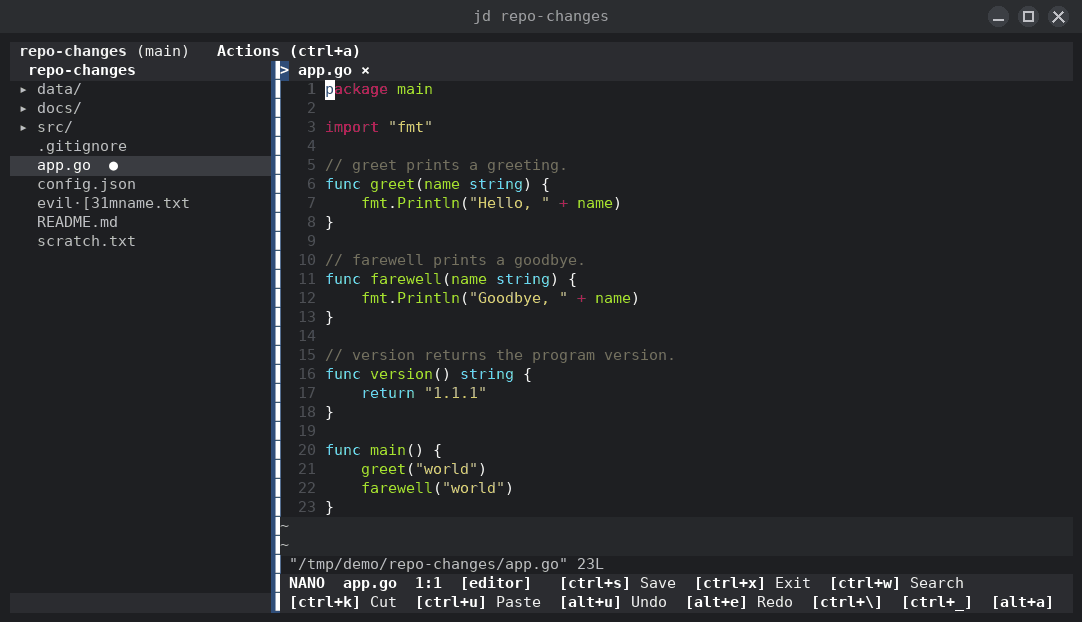 jd repo-changes
repo-changes (main)   Actions (ctrl+a)
repo-changes
▸ data/
▸ docs/
▸ src/
.gitignore
app.go  ●
config.json
evil·[31mname.txt
README.md
scratch.txt
> app.go ×
1 package main
2
3 import "fmt"
4
5 // greet prints a greeting.
6 func greet(name string) {
7     fmt.Println("Hello, " + name)
8 }
9
10 // farewell prints a goodbye.
11 func farewell(name string) {
12     fmt.Println("Goodbye, " + name)
13 }
14
15 // version returns the program version.
16 func version() string {
17     return "1.1.1"
18 }
19
20 func main() {
21     greet("world")
22     farewell("world")
23 }
~
~
"/tmp/demo/repo-changes/app.go" 23L
NANO  app.go  1:1  [editor]   [ctrl+s] Save  [ctrl+x] Exit  [ctrl+w] Search
[ctrl+k] Cut  [ctrl+u] Paste  [alt+u] Undo  [alt+e] Redo  [ctrl+\]  [ctrl+_]  [alt+a]